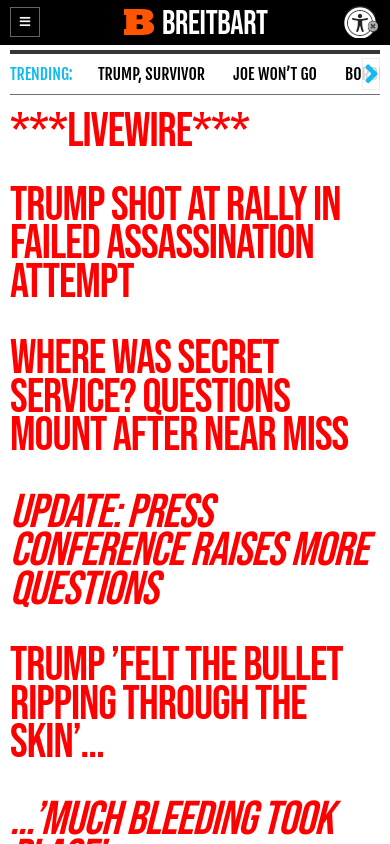 B BREITBART
TRENDING: TRUMP, SURVIVOR JOE WON’T GO BO
***LIVEWIRE***
TRUMP SHOT AT RALLY IN
FAILED ASSASSINATION
ATTEMPT
WHERE WAS SECRET
SERVICE? QUESTIONS
MOUNT AFTER NEAR MISS
UPDATE: PRESS
CONFERENCE RAISES MORE
QUESTIONS
TRUMP ’FELT THE BULLET
RIPPING THROUGH THE
SKIN’...
...’MUCH BLEEDING TOOK
PLACE’